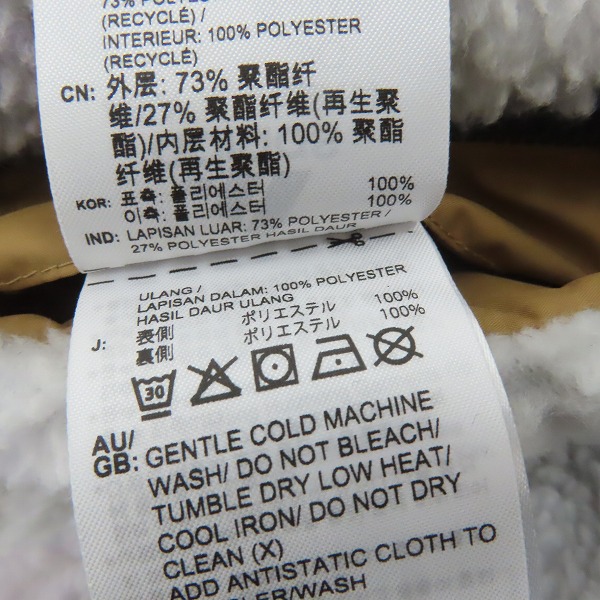 73% POLYESTER
(RECYCLÉ) /
INTERIEUR: 100% POLYESTER
(RECYCLÉ)
CN: 外层: 73% 聚酯纤
维/27% 聚酯纤维(再生聚
酯)/内层材料: 100% 聚酯
纤维(再生聚酯)
KOR: 표측: 폴리에스터 100%
이측: 폴리에스터 100%
IND: LAPISAN LUAR: 73% POLYESTER /
27% POLYESTER HASIL DAUR
ULANG /
LAPISAN DALAM: 100% POLYESTER
HASIL DAUR ULANG
J: 表側 ポリエステル 100%
裏側 ポリエステル 100%
30
AU/
GB: GENTLE COLD MACHINE
WASH/ DO NOT BLEACH/
TUMBLE DRY LOW HEAT/
COOL IRON/ DO NOT DRY
CLEAN (X)
ADD ANTISTATIC CLOTH TO
/WASH